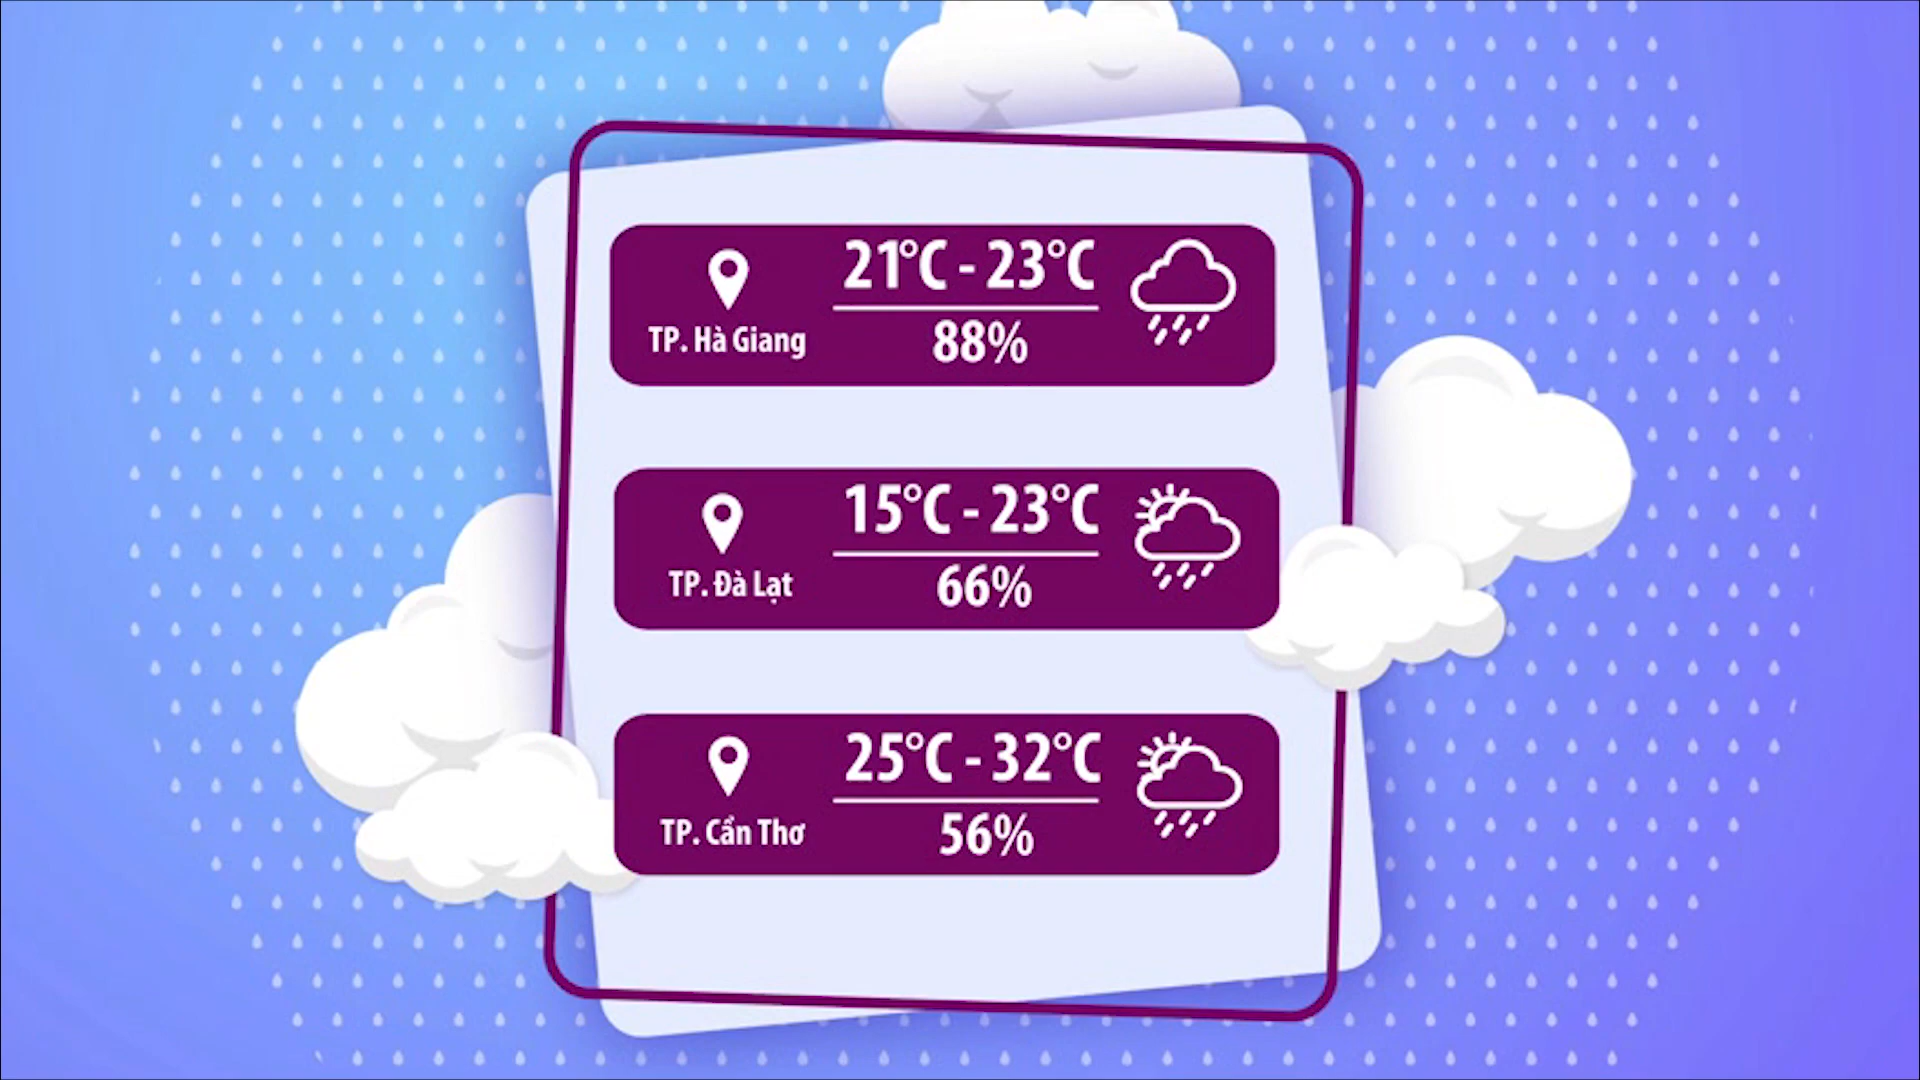 21°C - 23°C
TP. Hà Giang
88%
15°C - 23°C
TP. Đà Lạt
66%
25°C - 32°C
TP. Cần Thơ
56%